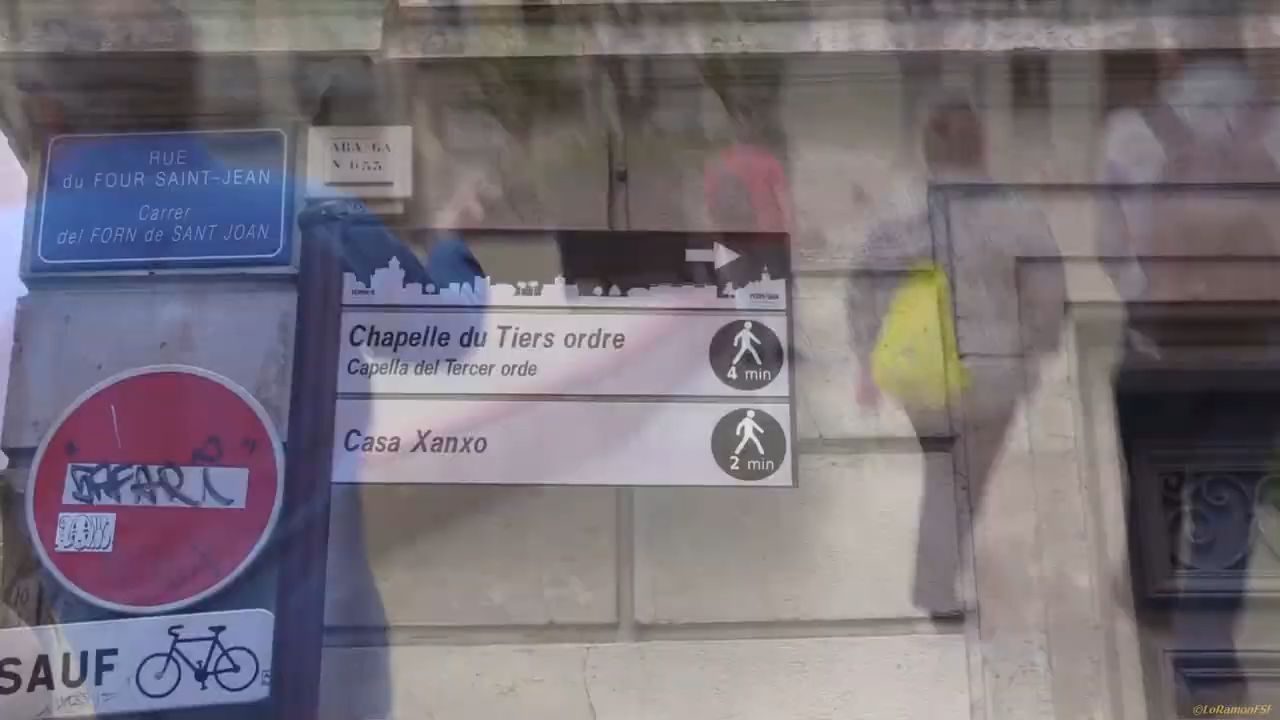 RUE
du FOUR SAINT-JEAN
Carrer
del FORN de SANT JOAN
Chapelle du Tiers ordre
Capella del Tercer orde
4 min
Casa Xanxo
2 min
SAFARI
SAUF
©LoRamonFSF